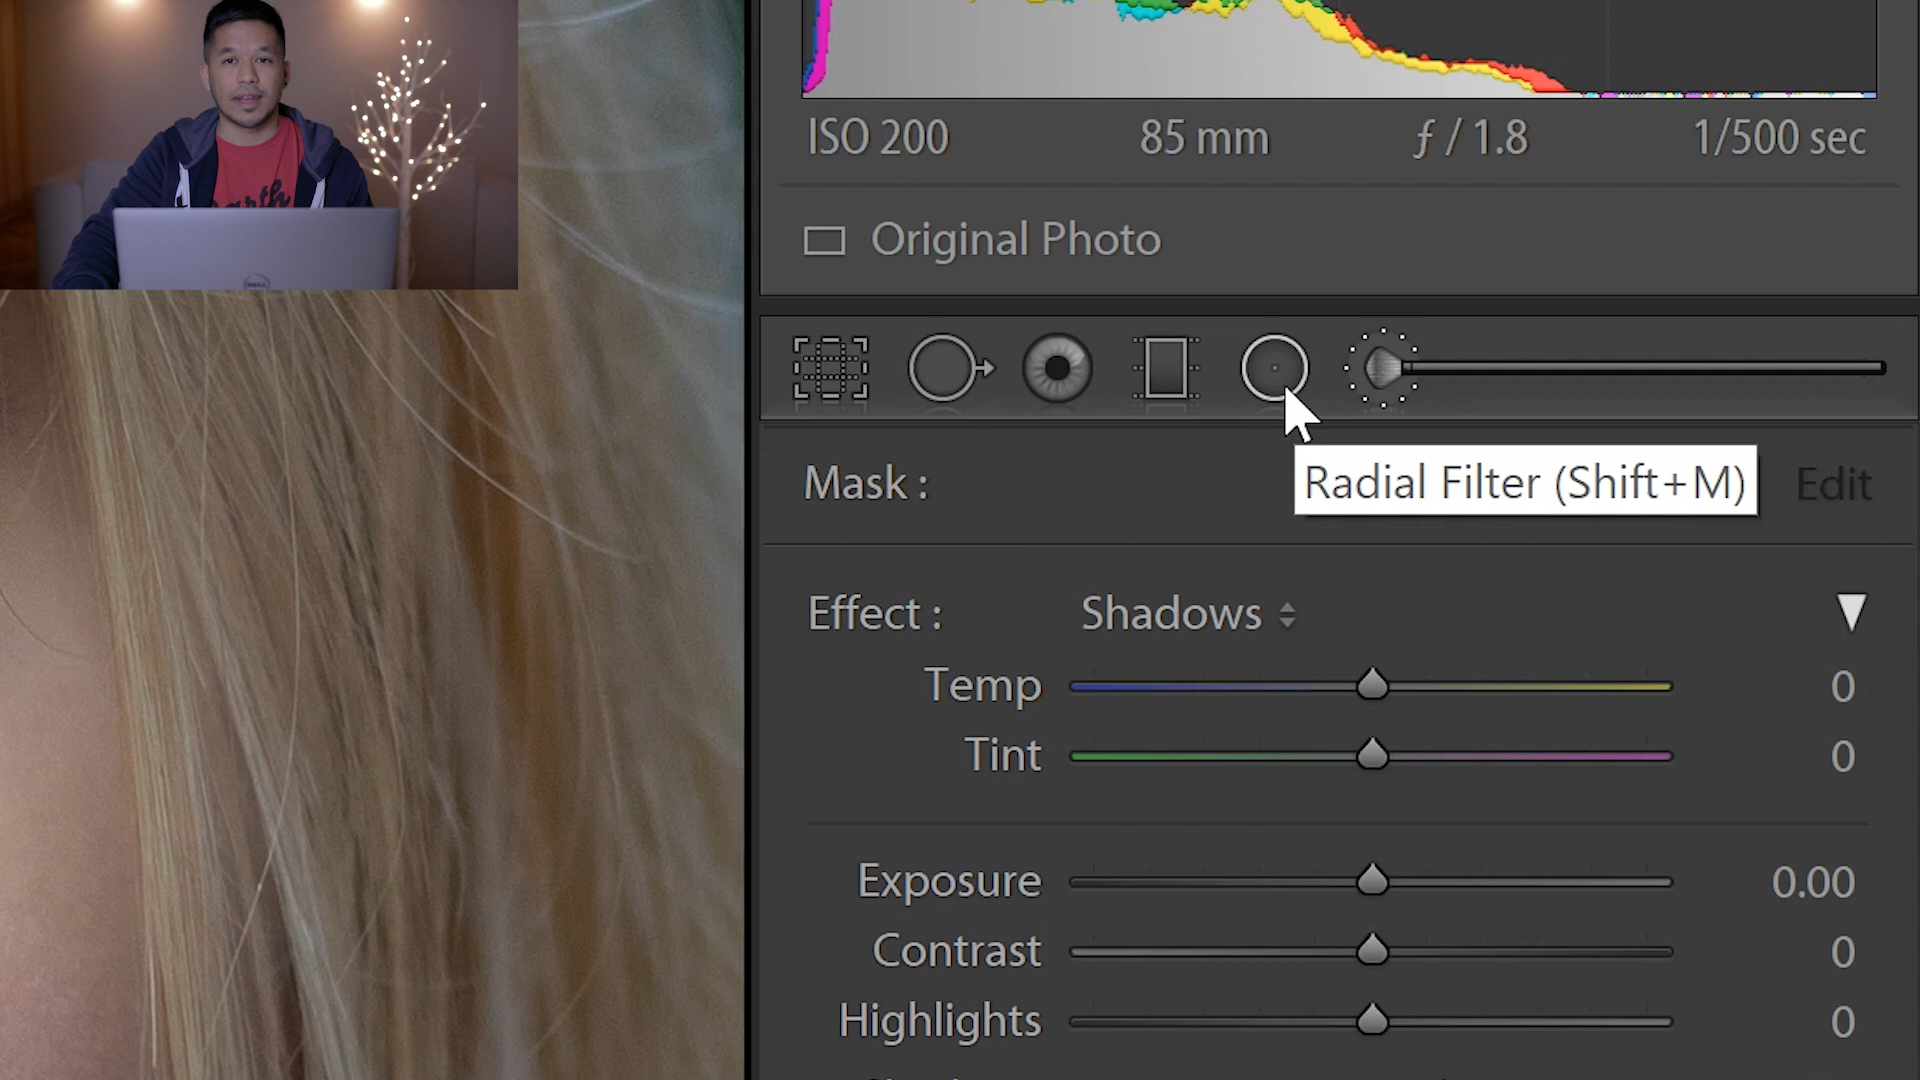 ISO 200 85 mm ƒ / 1.8 1/500 sec
Original Photo
Radial Filter (Shift+M)
Mask : Edit
Effect : Shadows
Temp 0
Tint 0
Exposure 0.00
Contrast 0
Highlights 0
DELL